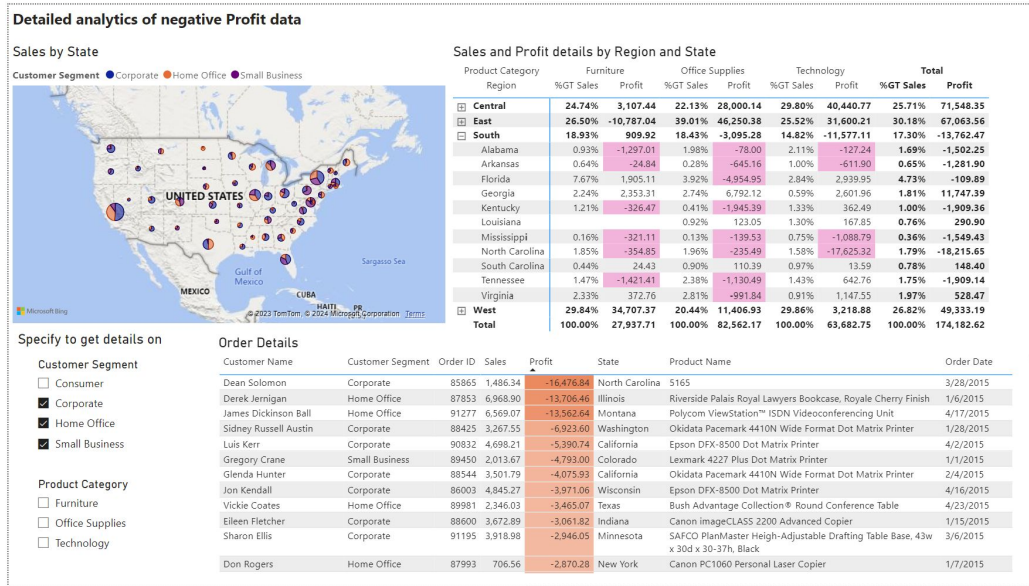 Detailed analytics of negative Profit data
Sales by State
Customer Segment Corporate Home Office Small Business
UNITED STATES
Gulf of
Mexico
Sargasso Sea
MEXICO
CUBA
HAITI
PR
Microsoft Bing
© 2023 TomTom, © 2024 Microsoft Corporation Terms
Sales and Profit details by Region and State
Product Category Furniture Office Supplies Technology Total
Region %GT Sales Profit %GT Sales Profit %GT Sales Profit %GT Sales Profit
Central 24.74% 3,107.44 22.13% 28,000.14 29.80% 40,440.77 25.71% 71,548.35
East 26.50% -10,787.04 39.01% 46,250.38 25.52% 31,600.21 30.18% 67,063.56
South 18.93% 909.92 18.43% -3,095.28 14.82% -11,577.11 17.30% -13,762.47
Alabama 0.93% -1,297.01 1.98% -78.00 2.11% -127.24 1.69% -1,502.25
Arkansas 0.64% -24.84 0.28% -645.16 1.00% -611.90 0.65% -1,281.90
Florida 7.67% 1,905.11 3.92% -4,954.95 2.84% 2,939.95 4.73% -109.89
Georgia 2.24% 2,353.31 2.74% 6,792.12 0.59% 2,601.96 1.81% 11,747.39
Kentucky 1.21% -326.47 0.41% -1,945.39 1.33% 362.49 1.00% -1,909.36
Louisiana 0.92% 123.05 1.30% 167.85 0.76% 290.90
Mississippi 0.16% -321.11 0.13% -139.53 0.75% -1,088.79 0.36% -1,549.43
North Carolina 1.85% -354.85 1.96% -235.49 1.58% -17,625.32 1.79% -18,215.65
South Carolina 0.44% 24.43 0.90% 110.39 0.97% 13.59 0.78% 148.40
Tennessee 1.47% -1,421.41 2.38% -1,130.49 1.43% 642.76 1.75% -1,909.14
Virginia 2.33% 372.76 2.81% -991.84 0.91% 1,147.55 1.97% 528.47
West 29.84% 34,707.37 20.44% 11,406.93 29.86% 3,218.88 26.82% 49,333.19
Total 100.00% 27,937.71 100.00% 82,562.17 100.00% 63,682.75 100.00% 174,182.62
Specify to get details on
Customer Segment
Consumer
Corporate
Home Office
Small Business
Product Category
Furniture
Office Supplies
Technology
Order Details
Customer Name Customer Segment Order ID Sales Profit State Product Name Order Date
Dean Solomon Corporate 85865 1,486.34 -16,476.84 North Carolina 5165 3/28/2015
Derek Jernigan Home Office 87853 6,968.90 -13,706.46 Illinois Riverside Palais Royal Lawyers Bookcase, Royale Cherry Finish 1/6/2015
James Dickinson Ball Home Office 91277 6,569.07 -13,562.64 Montana Polycom ViewStation™ ISDN Videoconferencing Unit 4/17/2015
Sidney Russell Austin Corporate 88425 3,267.55 -6,923.60 Washington Okidata Pacemark 4410N Wide Format Dot Matrix Printer 1/28/2015
Luis Kerr Corporate 90832 4,698.21 -5,390.74 California Epson DFX-8500 Dot Matrix Printer 4/2/2015
Gregory Crane Small Business 89450 2,013.67 -4,793.00 Colorado Lexmark 4227 Plus Dot Matrix Printer 1/1/2015
Glenda Hunter Corporate 88544 3,501.79 -4,075.93 California Okidata Pacemark 4410N Wide Format Dot Matrix Printer 2/4/2015
Jon Kendall Corporate 86003 4,845.27 -3,971.06 Wisconsin Epson DFX-8500 Dot Matrix Printer 4/16/2015
Vickie Coates Home Office 89981 2,346.03 -3,465.07 Texas Bush Advantage Collection® Round Conference Table 4/23/2015
Eileen Fletcher Corporate 88600 3,672.89 -3,061.82 Indiana Canon imageCLASS 2200 Advanced Copier 1/15/2015
Sharon Ellis Corporate 91195 3,918.98 -2,946.05 Minnesota SAFCO PlanMaster Heigh-Adjustable Drafting Table Base, 43w 3/6/2015
x 30d x 30-37h, Black
Don Rogers Home Office 87993 706.56 -2,870.28 New York Canon PC1060 Personal Laser Copier 1/7/2015